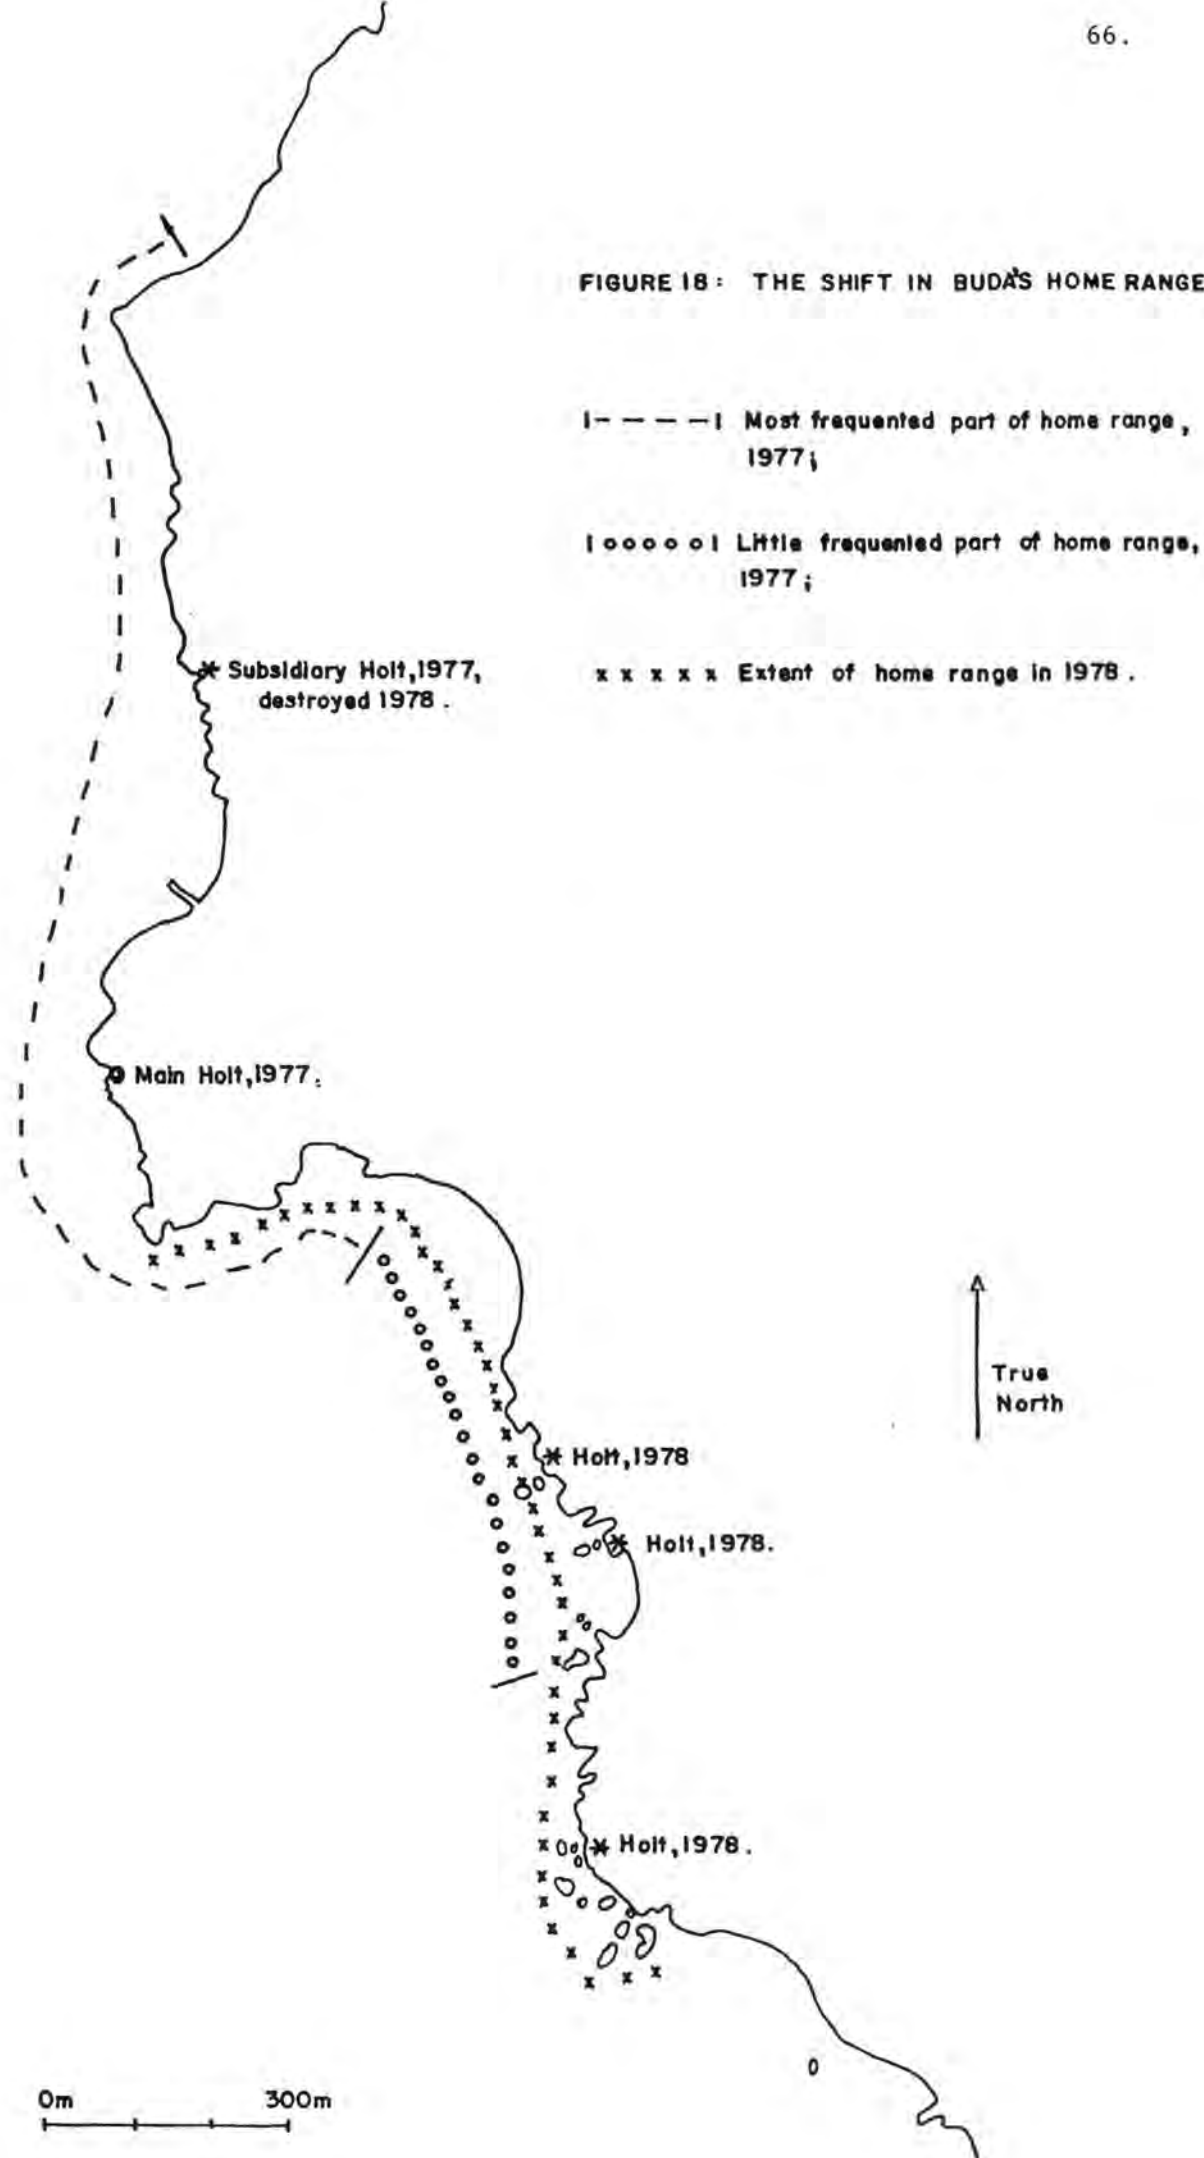 66.
FIGURE 18: THE SHIFT IN BUDA'S HOME RANGE
Most frequented part of home range,
1977;
Little frequented part of home range,
1977;
x x x x x Extent of home range in 1978.
Subsidiary Holt, 1977,
destroyed 1978.
Main Holt, 1977.
True
North
Holt, 1978
Holt, 1978.
Holt, 1978.
0m 300m